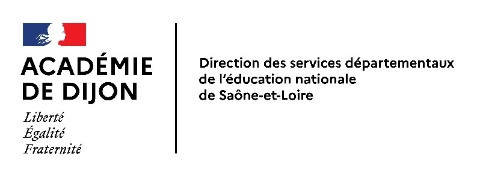 ACADÉMIE
DE DIJON
Liberté
Égalité
Fraternité
Direction des services départementaux
de l'éducation nationale
de Saône-et-Loire